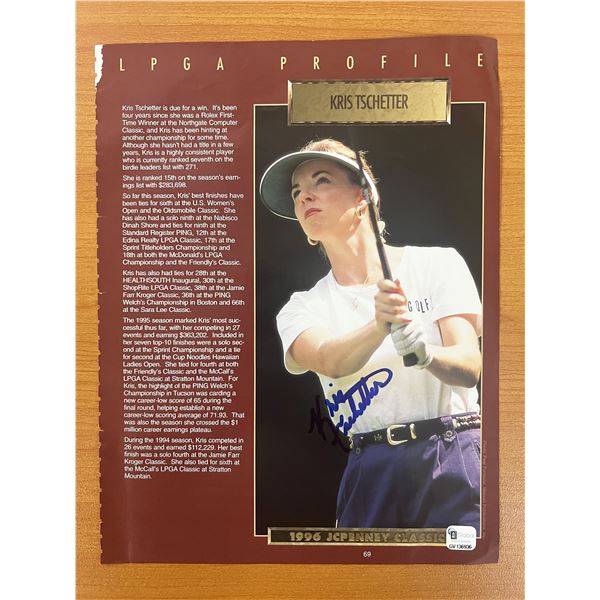 LPGA PROFILE
KRIS TSCHETTER
Kris Tschetter is due for a win. It's been
four years since she was a Rolex First-
Time Winner at the Northgate Computer
Classic, and Kris has been hinting at
another championship for some time.
Although she hasn't had a title in a few
years, Kris is a highly consistent player
who is currently ranked seventh on the
birdie leaders list with 271.
She is ranked 15th on the season's earn-
ings list with $283,698.
So far this season, Kris' best finishes have
been ties for sixth at the U.S. Women's
Open and the Oldsmobile Classic. She
has also had a solo ninth at the Nabisco
Dinah Shore and ties for ninth at the
Standard Register PING, 12th at the
Edina Realty LPGA Classic, 17th at the
Sprint Titleholders Championship and
18th at both the McDonald's LPGA
Championship and the Friendly's Classic.
Kris has also had ties for 28th at the
HEALTHSOUTH Inaugural, 30th at the
ShopRite LPGA Classic, 38th at the Jamie
Farr Kroger Classic, 36th at the PING
Welch's Championship in Boston and 66th
at the Sara Lee Classic.
The 1995 season marked Kris' most suc-
cessful thus far, with her competing in 27
events and earning $363,202. Included in
her seven top-10 finishes were a solo sec-
ond at the Sprint Championship and a tie
for second at the Cup Noodles Hawaiian
Ladies Open. She tied for fourth at both
the Friendly's Classic and the McCall's
LPGA Classic at Stratton Mountain. For
Kris, the highlight of the PING Welch's
Championship in Tucson was carding a
new career-low score of 65 during the
final round, helping establish a new
career-low scoring average of 71.93. That
was also the season she crossed the $1
million career earnings plateau.
During the 1994 season, Kris competed in
26 events and earned $112,229. Her best
finish was a solo fourth at the Jamie Farr
Kroger Classic. She also tied for sixth at
the McCall's LPGA Classic at Stratton
Mountain.
GOLF
Kris Tschetter
1996 JCPENNEY CLASSIC
Global
69